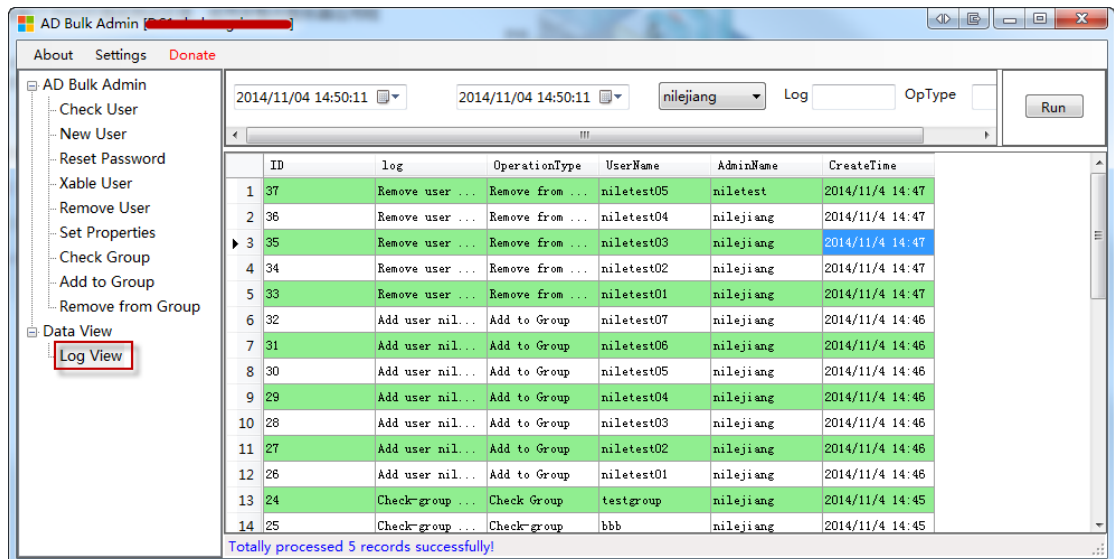 AD Bulk Admin [
About Settings Donate
AD Bulk Admin
Check User
New User
Reset Password
Xable User
Remove User
Set Properties
Check Group
Add to Group
Remove from Group
Data View
Log View
2014/11/04 14:50:11 2014/11/04 14:50:11 nilejiang Log OpType Run
ID log OperationType UserName AdminName CreateTime
1 37 Remove user ... Remove from ... niletest05 niletest 2014/11/4 14:47
2 36 Remove user ... Remove from ... niletest04 nilejiang 2014/11/4 14:47
3 35 Remove user ... Remove from ... niletest03 nilejiang 2014/11/4 14:47
4 34 Remove user ... Remove from ... niletest02 nilejiang 2014/11/4 14:47
5 33 Remove user ... Remove from ... niletest01 nilejiang 2014/11/4 14:47
6 32 Add user nil... Add to Group niletest07 nilejiang 2014/11/4 14:46
7 31 Add user nil... Add to Group niletest06 nilejiang 2014/11/4 14:46
8 30 Add user nil... Add to Group niletest05 nilejiang 2014/11/4 14:46
9 29 Add user nil... Add to Group niletest04 nilejiang 2014/11/4 14:46
10 28 Add user nil... Add to Group niletest03 nilejiang 2014/11/4 14:46
11 27 Add user nil... Add to Group niletest02 nilejiang 2014/11/4 14:46
12 26 Add user nil... Add to Group niletest01 nilejiang 2014/11/4 14:46
13 24 Check-group ... Check Group testgroup nilejiang 2014/11/4 14:45
14 25 Check-group ... Check-group bbb nilejiang 2014/11/4 14:45
Totally processed 5 records successfully!